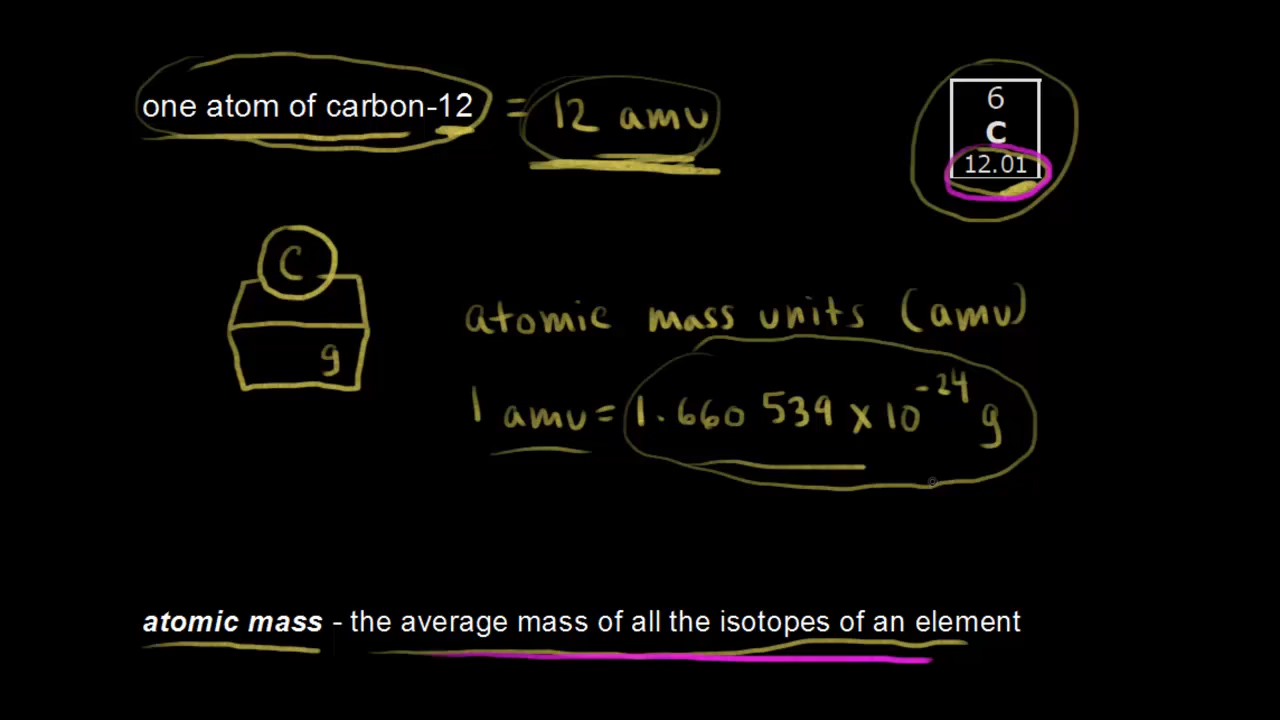 one atom of carbon-12 = 12 amu
6
C
12.01
C
g
atomic mass units (amu)
1 amu = 1.660 539 x 10⁻²⁴ g
atomic mass - the average mass of all the isotopes of an element